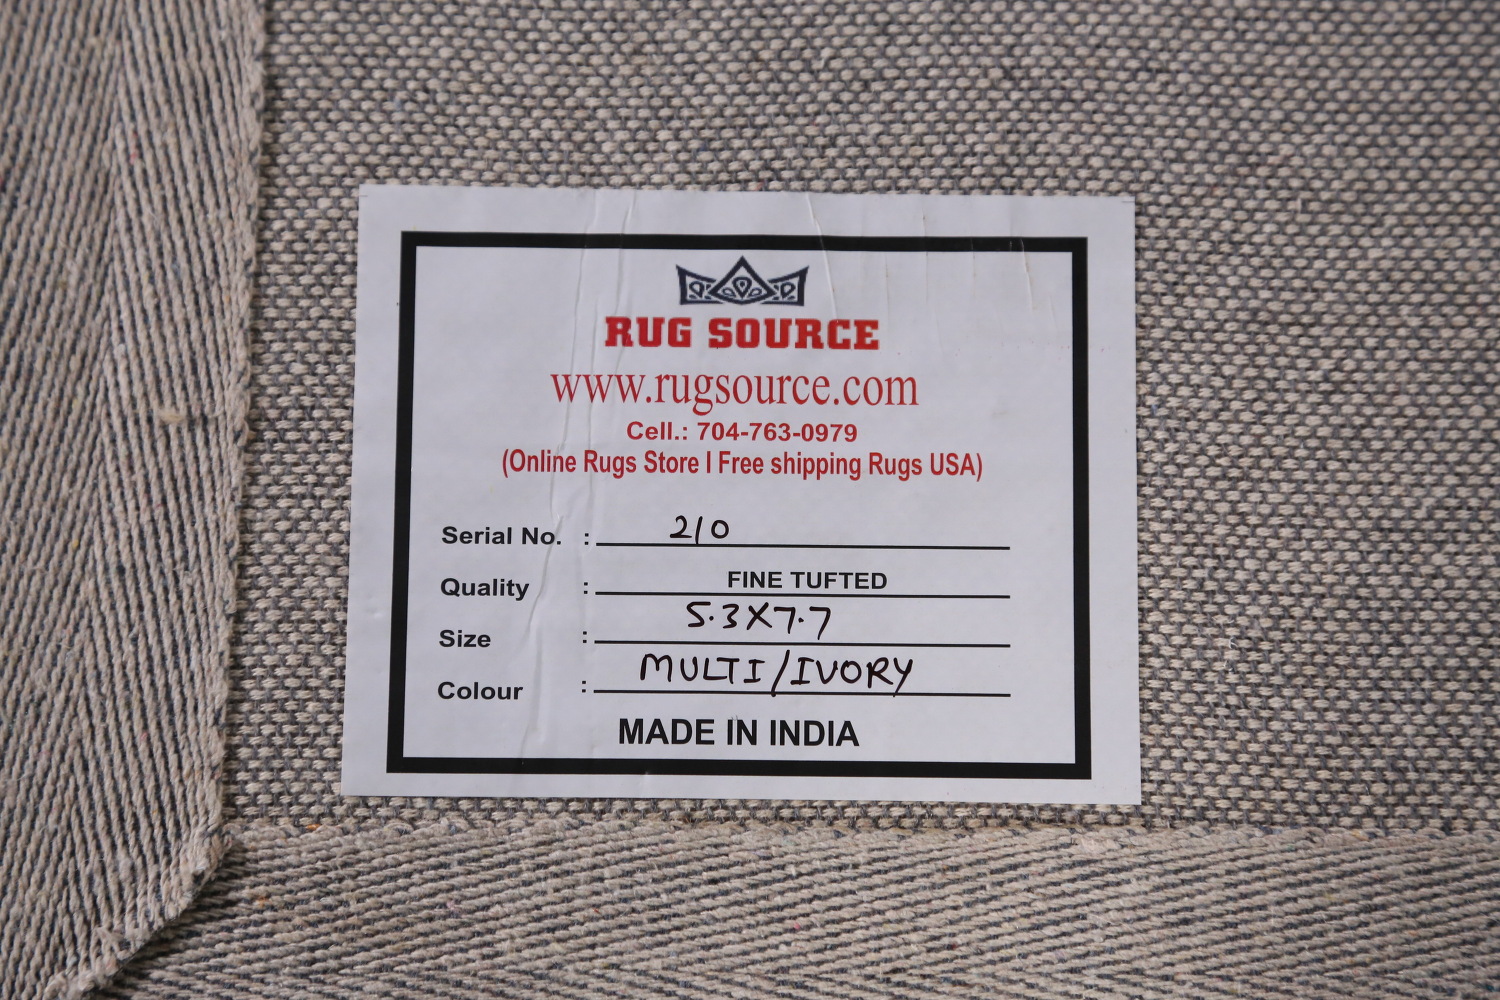 RUG SOURCE
www.rugsource.com
Cell.: 704-763-0979
(Online Rugs Store I Free shipping Rugs USA)
Serial No. : 210
Quality : FINE TUFTED
Size : 5.3X7.7
Colour : MULTI/IVORY
MADE IN INDIA